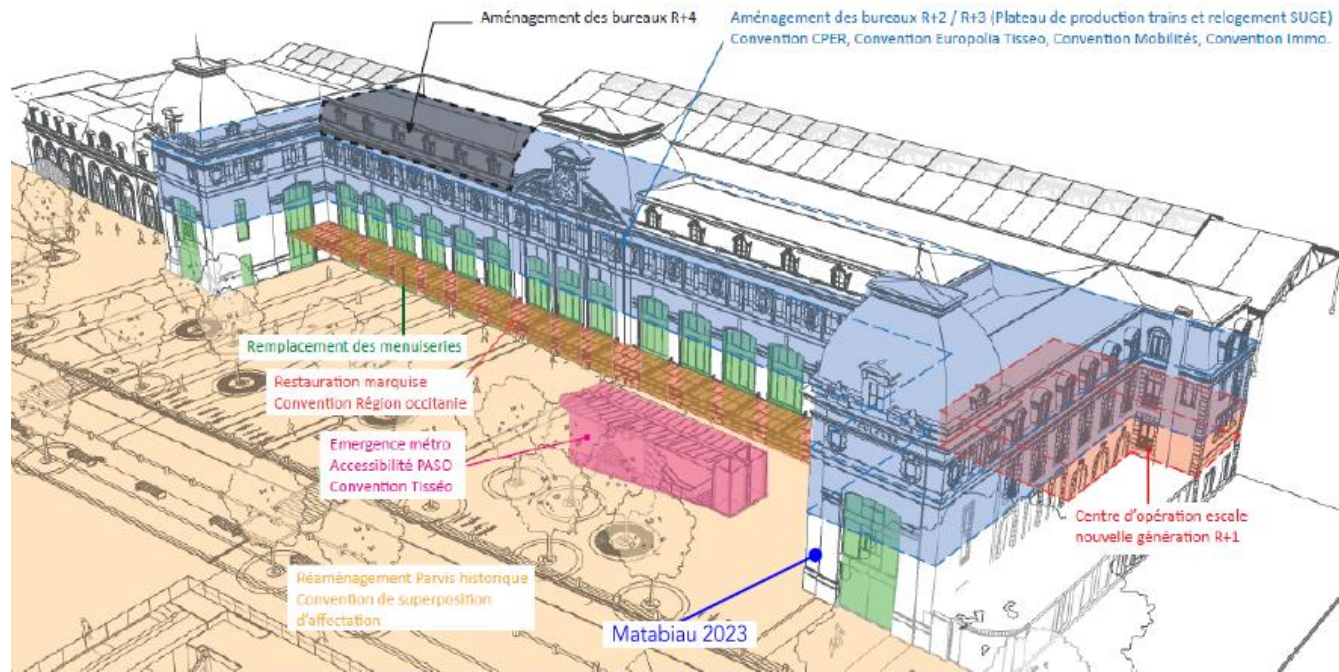 Aménagement des bureaux R+4
Aménagement des bureaux R+2 / R+3 (Plateau de production trains et relogement SUGE)
Convention CPER, Convention Europolia Tisseo, Convention Mobilités, Convention Immo.
Remplacement des menuiseries
Restauration marquise
Convention Région occitanie
Emergence métro
Accessibilité PASO
Convention Tisséo
Centre d'opération escale
nouvelle génération R+1
Réaménagement Parvis historique
Convention de superposition
d'affectation
Matabiau 2023